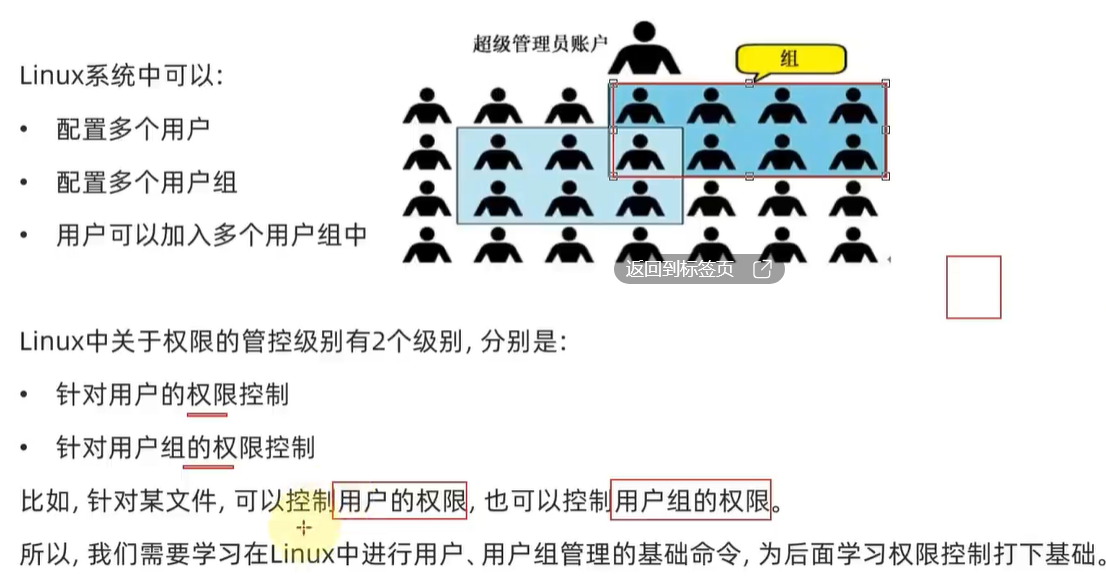 超级管理员账户
组
Linux系统中可以：
• 配置多个用户
• 配置多个用户组
• 用户可以加入多个用户组中
返回到标签页
Linux中关于权限的管控级别有2个级别, 分别是：
• 针对用户的权限控制
• 针对用户组的权限控制
比如, 针对某文件, 可以控制用户的权限, 也可以控制用户组的权限。
所以, 我们需要学习在Linux中进行用户、用户组管理的基础命令, 为后面学习权限控制打下基础。